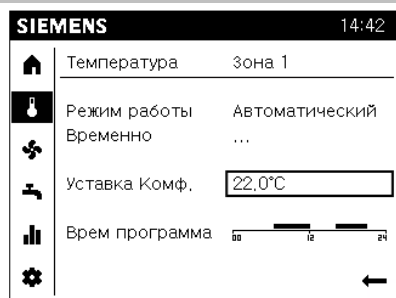 SIEMENS 14:42
Температура Зона 1
Режим работы Автоматический
Временно ...
Уставка Комф. 22,0°C
Врем программа
00 12 24